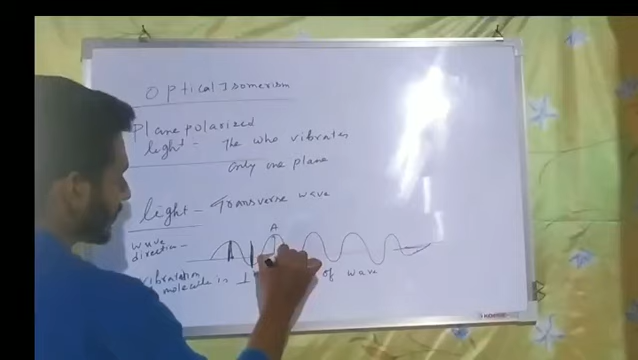 Optical Isomerism
Plane polarized
light - The who vibrates
only one plane
light - Transverse wave
wave
direction -
A
vibration
molecule is ⊥ of wave
B